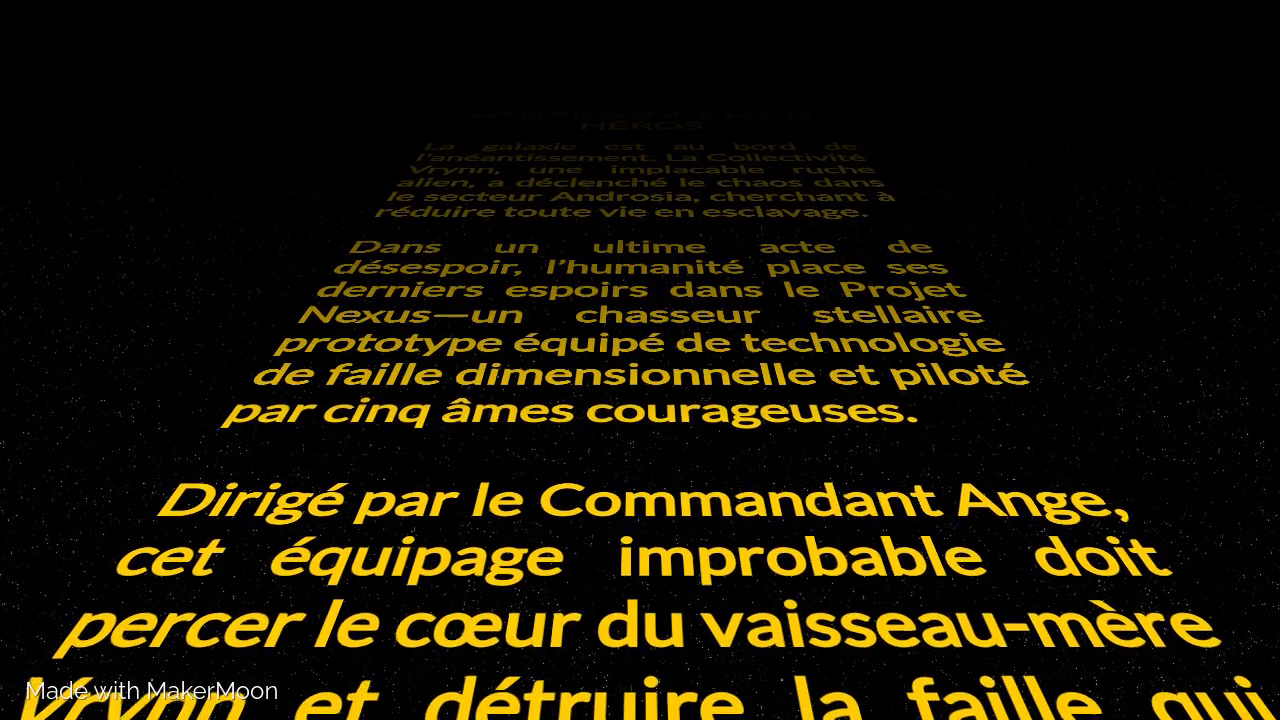 HÉROS
La galaxie est au bord de
l'anéantissement. La Collectivité
Vrynn, une implacable ruche
alien, a déclenché le chaos dans
le secteur Androsia, cherchant à
réduire toute vie en esclavage.
Dans un ultime acte de
désespoir, l'humanité place ses
derniers espoirs dans le Projet
Nexus—un chasseur stellaire
prototype équipé de technologie
de faille dimensionnelle et piloté
par cinq âmes courageuses.
Dirigé par le Commandant Ange,
cet équipage improbable doit
percer le cœur du vaisseau-mère
Vrynn et détruire la faille qui
Made with MakerMoon